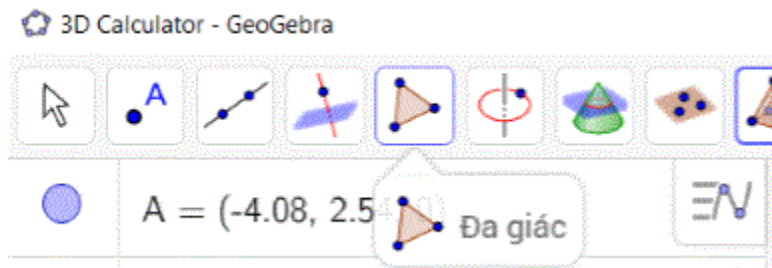 3D Calculator - GeoGebra
A
A = (-4.08, 2.5
Đa giác